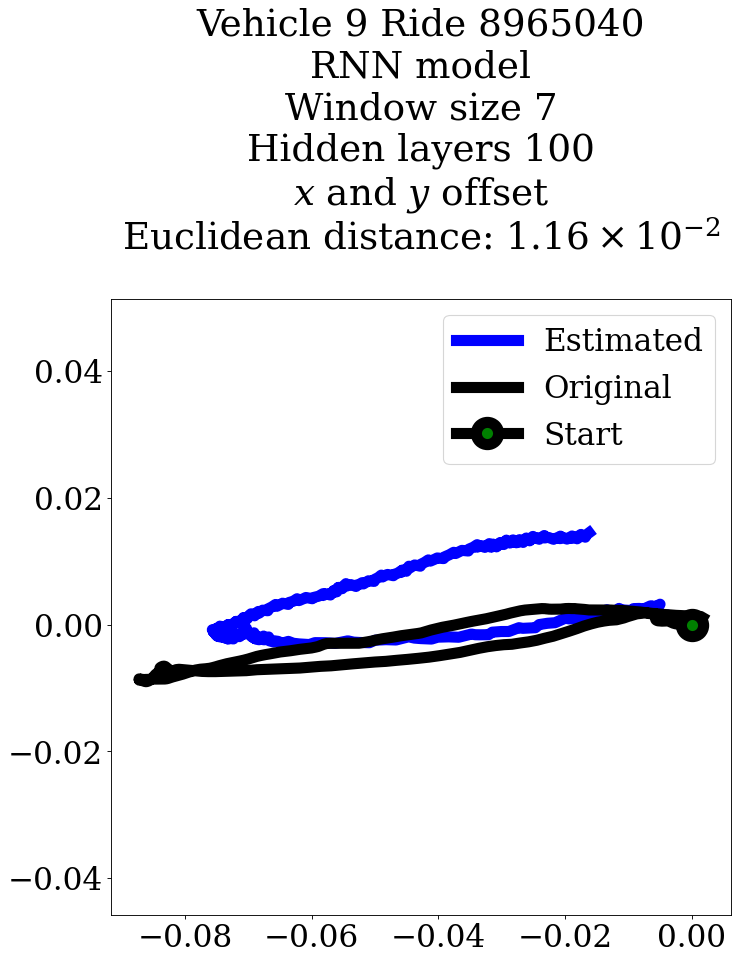 Vehicle 9 Ride 8965040
RNN model
Window size 7
Hidden layers 100
x and y offset
Euclidean distance: 1.16 × 10⁻²
Estimated
Original
Start
0.04
0.02
0.00
−0.02
−0.04
−0.08
−0.06
−0.04
−0.02
0.00